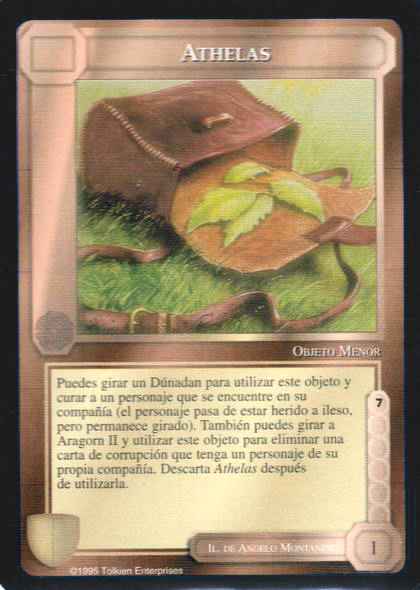 ATHELAS
OBJETO MENOR
Puedes girar un Dúnadan para utilizar este objeto y
curar a un personaje que se encuentre en su
compañía (el personaje pasa de estar herido a ileso,
pero permanece girado). También puedes girar a
Aragorn II y utilizar este objeto para eliminar una
carta de corrupción que tenga un personaje de su
propia compañía. Descarta Athelas después
de utilizarla.
7
IL. DE ANGELO MONTANINI
1
©1995 Tolkien Enterprises